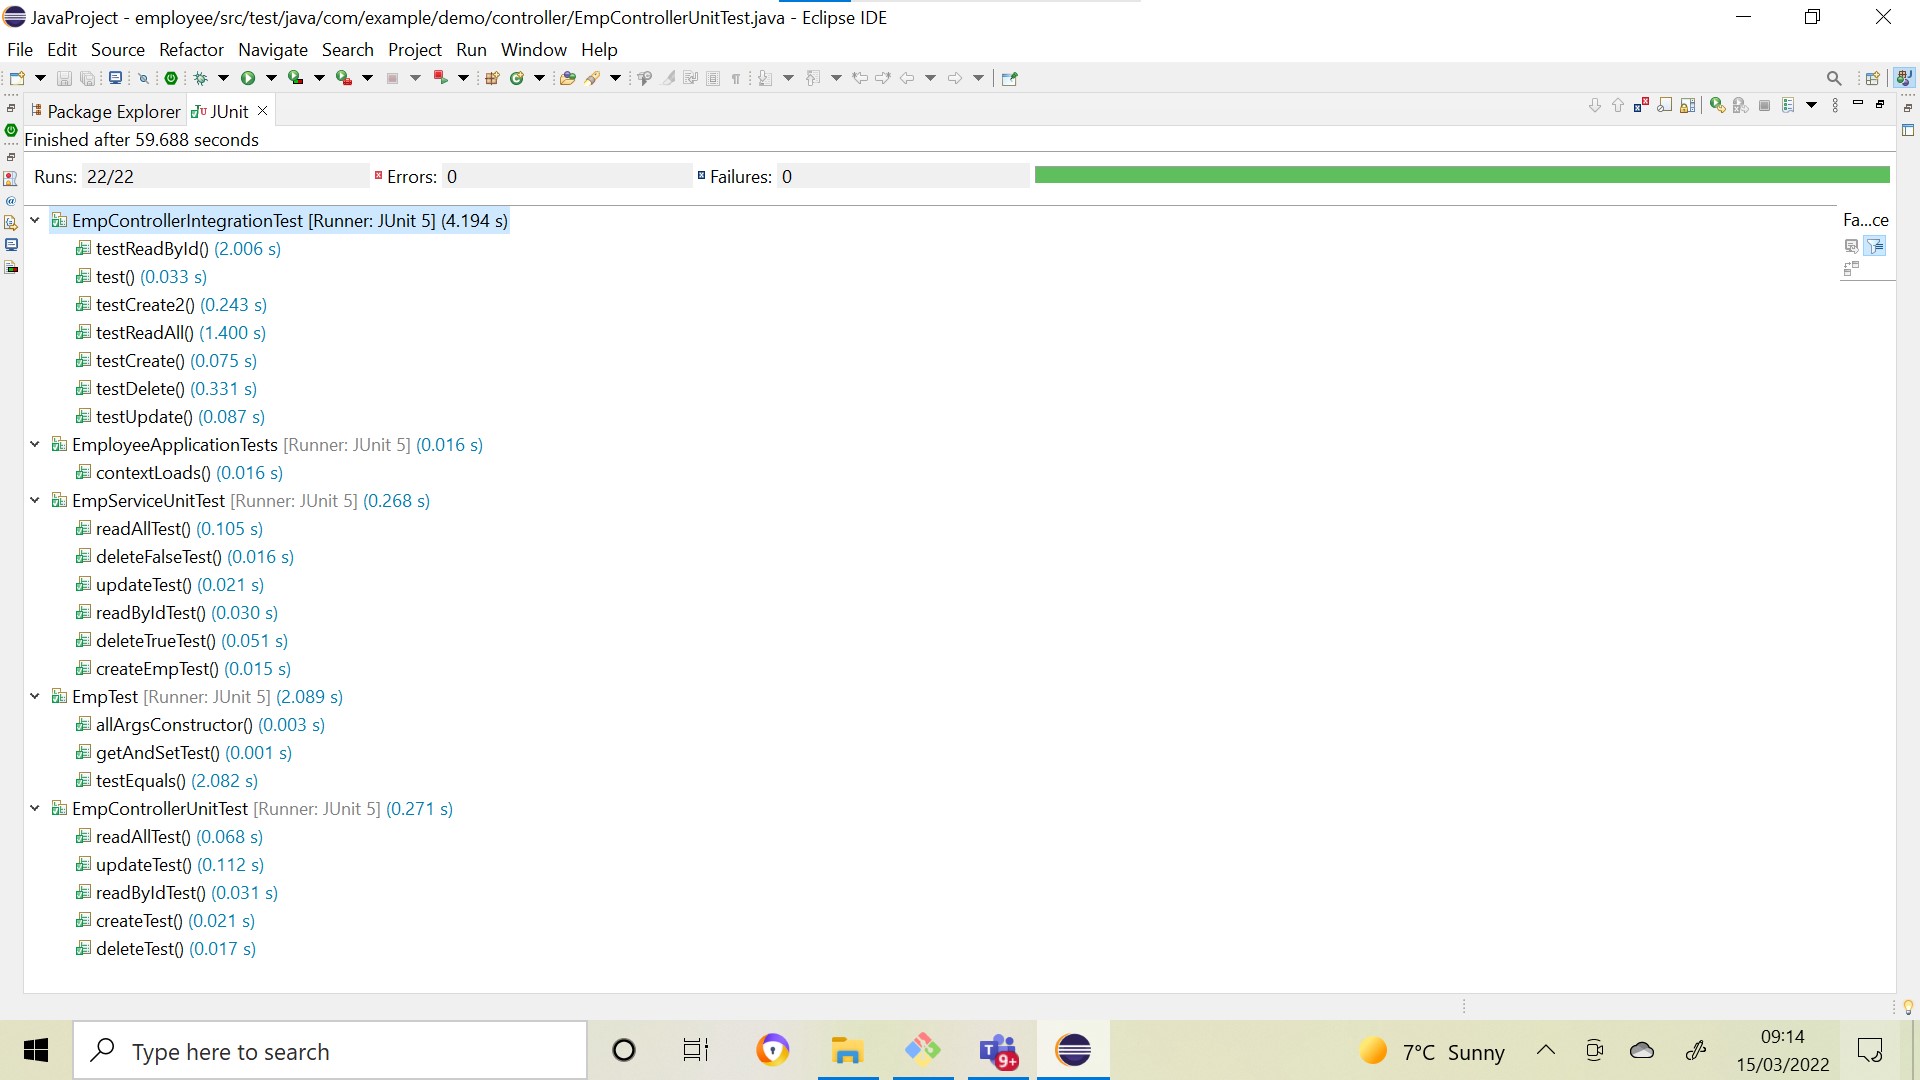 JavaProject - employee/src/test/java/com/example/demo/controller/EmpControllerUnitTest.java - Eclipse IDE
File Edit Source Refactor Navigate Search Project Run Window Help
Package Explorer JUnit
Finished after 59.688 seconds
Runs: 22/22 Errors: 0 Failures: 0
EmpControllerIntegrationTest [Runner: JUnit 5] (4.194 s)
Fa...ce
testReadById() (2.006 s)
test() (0.033 s)
testCreate2() (0.243 s)
testReadAll() (1.400 s)
testCreate() (0.075 s)
testDelete() (0.331 s)
testUpdate() (0.087 s)
EmployeeApplicationTests [Runner: JUnit 5] (0.016 s)
contextLoads() (0.016 s)
EmpServiceUnitTest [Runner: JUnit 5] (0.268 s)
readAllTest() (0.105 s)
deleteFalseTest() (0.016 s)
updateTest() (0.021 s)
readByIdTest() (0.030 s)
deleteTrueTest() (0.051 s)
createEmpTest() (0.015 s)
EmpTest [Runner: JUnit 5] (2.089 s)
allArgsConstructor() (0.003 s)
getAndSetTest() (0.001 s)
testEquals() (2.082 s)
EmpControllerUnitTest [Runner: JUnit 5] (0.271 s)
readAllTest() (0.068 s)
updateTest() (0.112 s)
readByIdTest() (0.031 s)
createTest() (0.021 s)
deleteTest() (0.017 s)
Type here to search
9+
7°C Sunny
09:14
15/03/2022